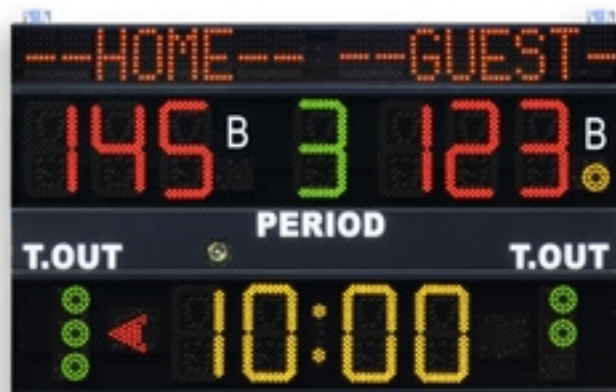 --HOME-- --GUEST-
145 B 3 123 B
PERIOD
T.OUT T.OUT
10:00